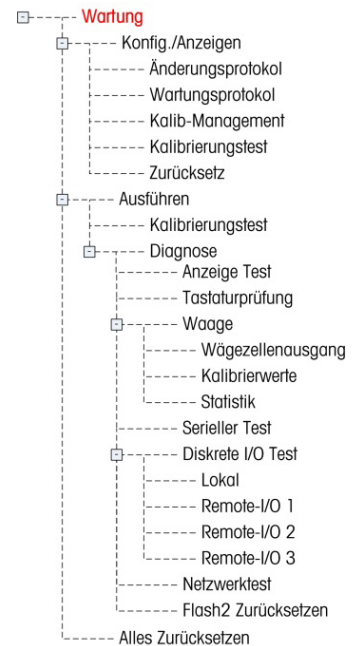 Wartung
Konfig./Anzeigen
Änderungsprotokol
Wartungsprotokol
Kalib-Management
Kalibrierungstest
Zurücksetz
Ausführen
Kalibrierungstest
Diagnose
Anzeige Test
Tastaturprüfung
Waage
Wägezellenausgang
Kalibrierwerte
Statistik
Serieller Test
Diskrete I/O Test
Lokal
Remote-I/O 1
Remote-I/O 2
Remote-I/O 3
Netzwerktest
Flash2 Zurücksetzen
Alles Zurücksetzen